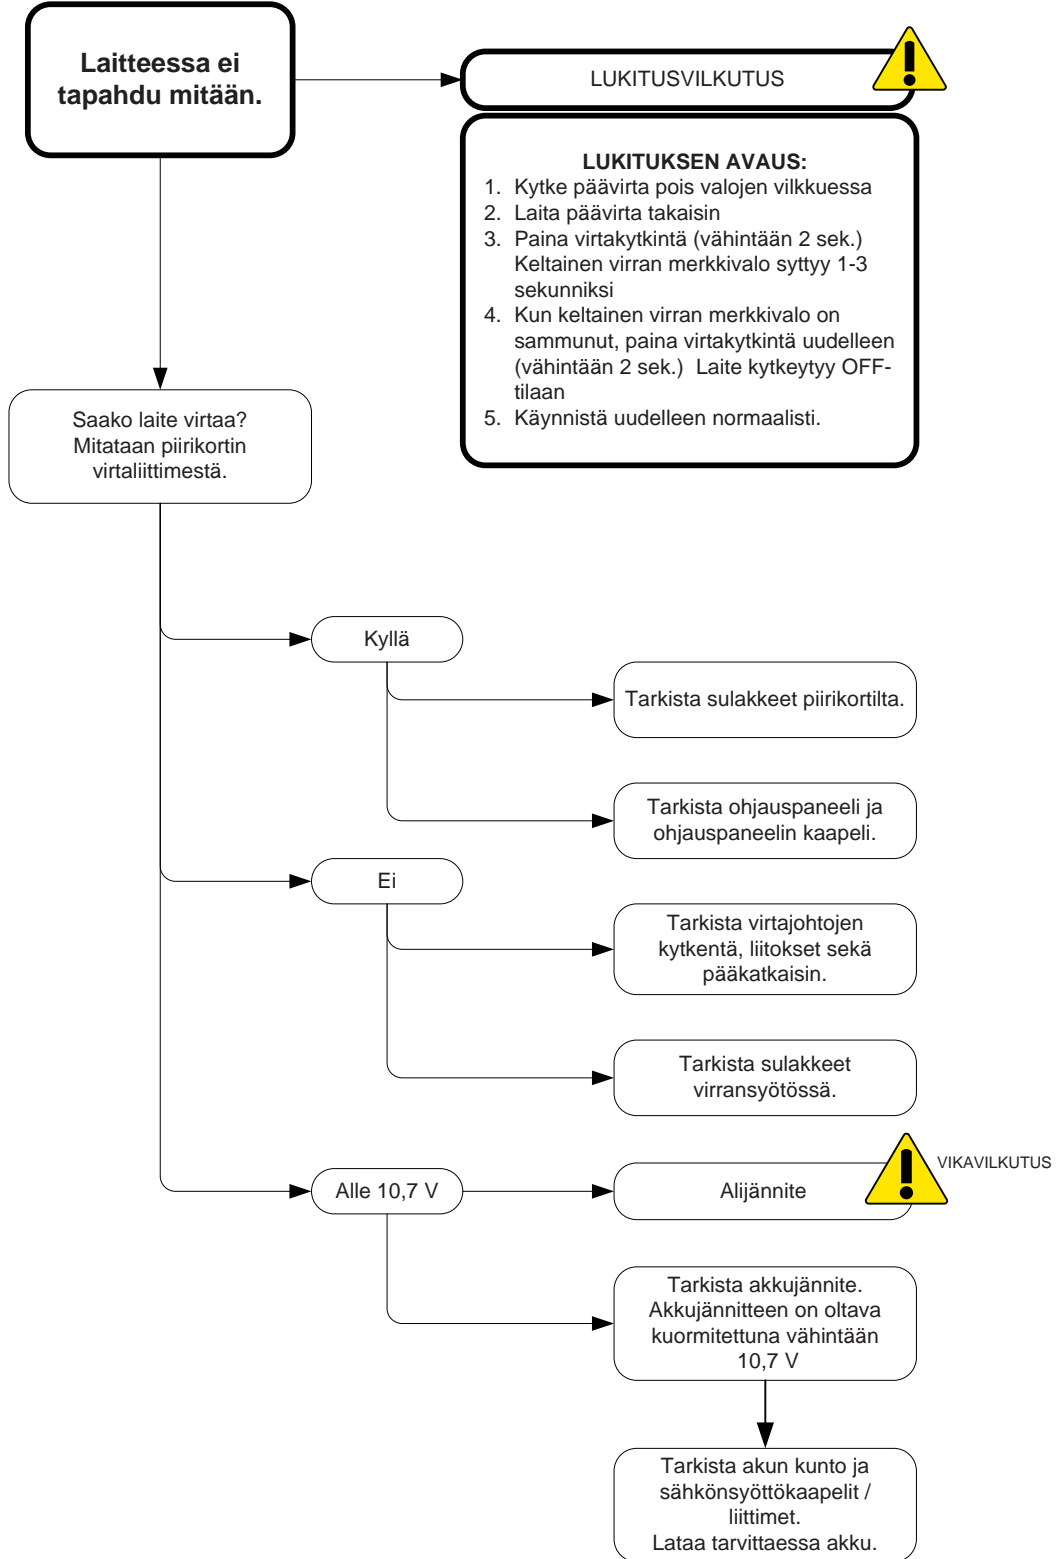 Laitteessa ei
tapahdu mitään.
LUKITUSVILKUTUS
LUKITUKSEN AVAUS:
1. Kytke päävirta pois valojen vilkkuessa
2. Laita päävirta takaisin
3. Paina virtakytkintä (vähintään 2 sek.)
Keltainen virran merkkivalo syttyy 1-3
sekunniksi
4. Kun keltainen virran merkkivalo on
sammunut, paina virtakytkintä uudelleen
(vähintään 2 sek.) Laite kytkeytyy OFF-
tilaan
5. Käynnistä uudelleen normaalisti.
Saako laite virtaa?
Mitataan piirikortin
virtaliittimestä.
Kyllä
Tarkista sulakkeet piirikortilta.
Tarkista ohjauspaneeli ja
ohjauspaneelin kaapeli.
Ei
Tarkista virtajohtojen
kytkentä, liitokset sekä
pääkatkaisin.
Tarkista sulakkeet
virransyötössä.
Alle 10,7 V
Alijännite
VIKAVILKUTUS
Tarkista akkujännite.
Akkujännitteen on oltava
kuormitettuna vähintään
10,7 V
Tarkista akun kunto ja
sähkönsyöttökaapelit /
liittimet.
Lataa tarvittaessa akku.